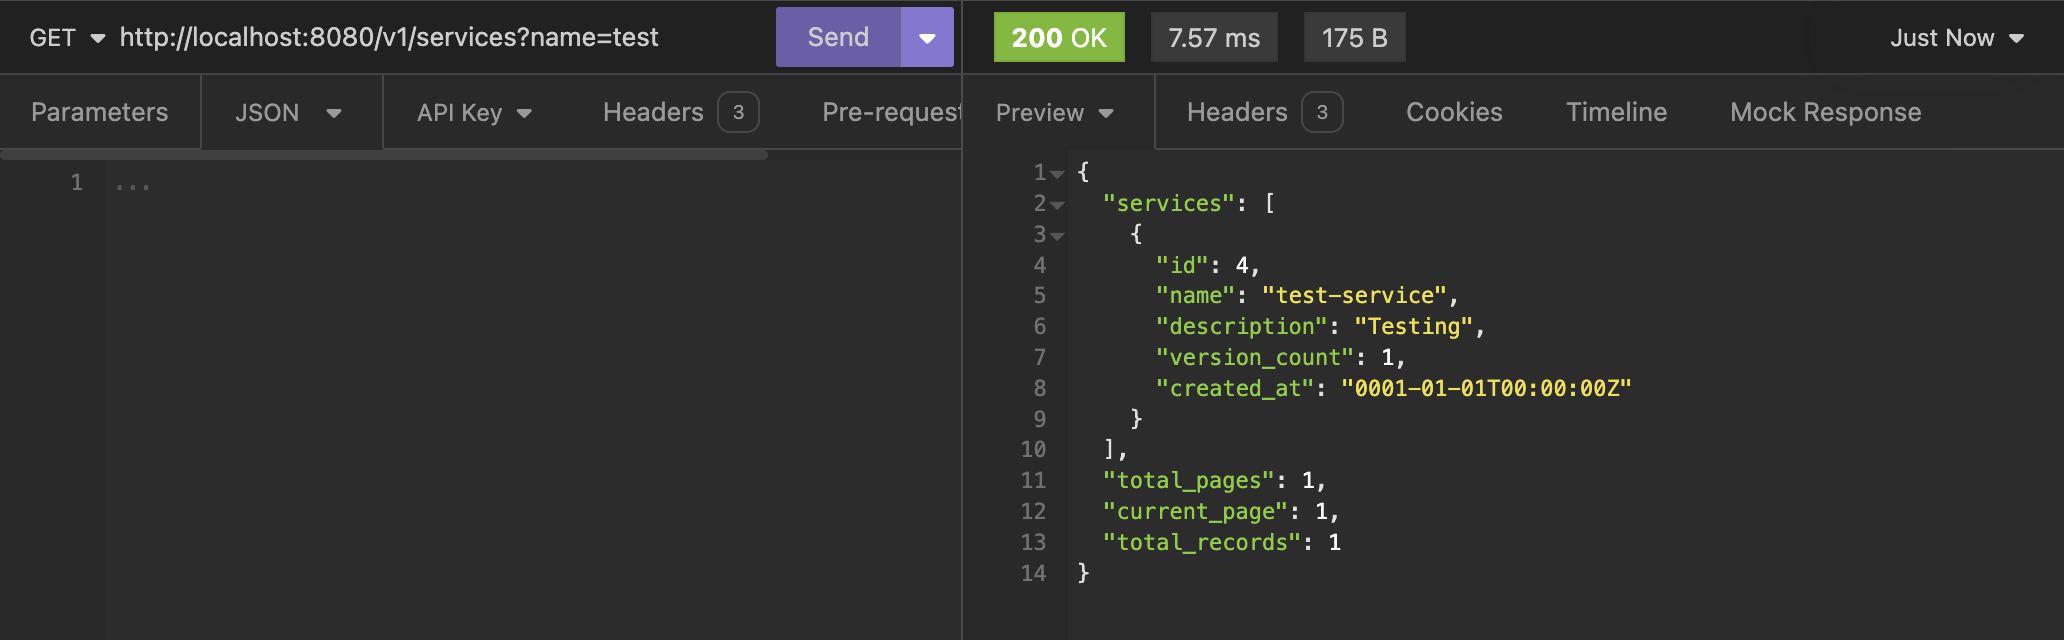 GET http://localhost:8080/v1/services?name=test Send
200 OK 7.57 ms 175 B Just Now
Parameters JSON API Key Headers 3 Pre-request
Preview Headers 3 Cookies Timeline Mock Response
1 ...
1 {
2 "services": [
3 {
4 "id": 4,
5 "name": "test-service",
6 "description": "Testing",
7 "version_count": 1,
8 "created_at": "0001-01-01T00:00:00Z"
9 }
10 ],
11 "total_pages": 1,
12 "current_page": 1,
13 "total_records": 1
14 }